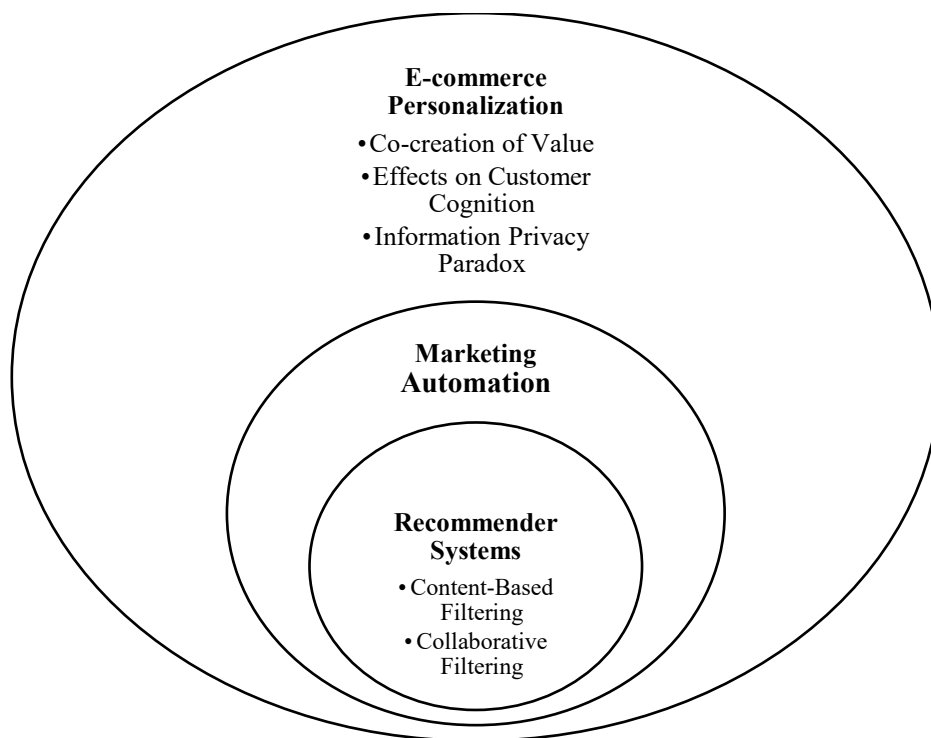 E-commerce
Personalization
•Co-creation of Value
•Effects on Customer
Cognition
•Information Privacy
Paradox
Marketing
Automation
Recommender
Systems
•Content-Based
Filtering
•Collaborative
Filtering